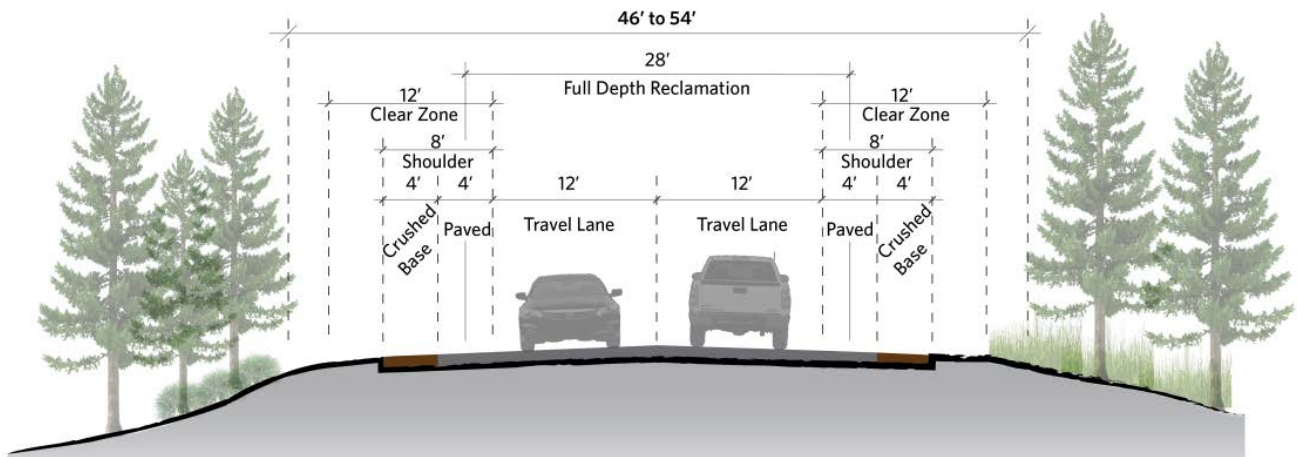 46’ to 54’
28’
Full Depth Reclamation
12’
Clear Zone
12’
Clear Zone
8’
Shoulder
8’
Shoulder
4’ 4’ 12’ 12’ 4’ 4’
Crushed
Base
Paved
Travel Lane
Travel Lane
Paved
Crushed
Base